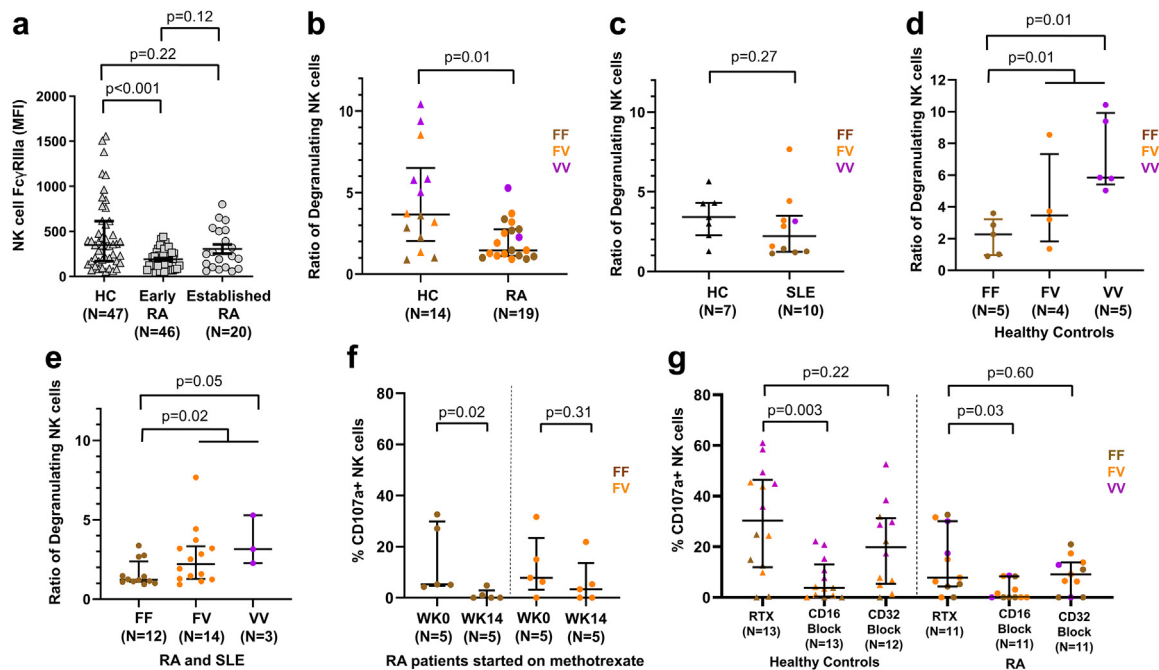 a
p=0.12
p=0.22
p<0.001
NK cell FcγRIIIa (MFI)
2000
1500
1000
500
0
HC
(N=47)
Early
RA
(N=46)
Established
RA
(N=20)
b
p=0.01
Ratio of Degranulating NK cells
10
5
0
FF
FV
VV
HC
(N=14)
RA
(N=19)
c
p=0.27
Ratio of Degranulating NK cells
10
5
0
FF
FV
VV
HC
(N=7)
SLE
(N=10)
d
p=0.01
p=0.01
Ratio of Degranulating NK cells
12
10
8
6
4
2
0
FF
FV
VV
FF
(N=5)
FV
(N=4)
VV
(N=5)
Healthy Controls
e
p=0.05
p=0.02
Ratio of Degranulating NK cells
10
5
0
FF
(N=12)
FV
(N=14)
VV
(N=3)
RA and SLE
f
% CD107a+ NK cells
80
60
40
20
0
p=0.02
p=0.31
FF
FV
WK0
(N=5)
WK14
(N=5)
WK0
(N=5)
WK14
(N=5)
RA patients started on methotrexate
g
p=0.22
p=0.003
p=0.60
p=0.03
% CD107a+ NK cells
80
60
40
20
0
FF
FV
VV
RTX
(N=13)
CD16
Block
(N=13)
CD32
Block
(N=12)
RTX
(N=11)
CD16
Block
(N=11)
CD32
Block
(N=11)
Healthy Controls
RA